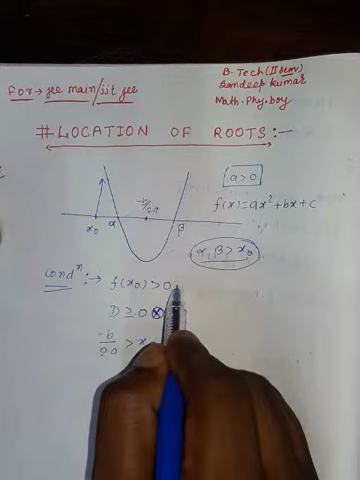 B. Tech (II sem)
Sandeep kumar
Math. Phy. boy
For → jee main/iit jee
# LOCATION OF ROOTS :-
a > 0
-b/2a
f(x) = ax² + bx + c
x₀ α β
α, β > x₀
condⁿ :- → f(x₀) > 0
D ≥ 0 ⊗
-b/2a > x